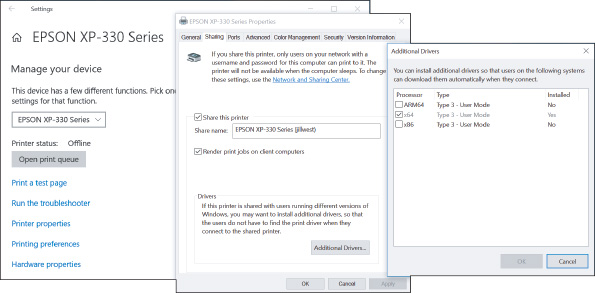 Settings
EPSON XP-330 Series
Manage your device
This device has a few different functions. Pick one
settings for that function.
EPSON XP-330 Series
Printer status: Offline
Open print queue
Print a test page
Run the troubleshooter
Printer properties
Printing preferences
Hardware properties
EPSON XP-330 Series Properties
General Sharing Ports Advanced Color Management Security Version Information
If you share this printer, only users on your network with a
username and password for this computer can print to it. The
printer will not be available when the computer sleeps. To change
these settings, use the Network and Sharing Center.
Share this printer
Share name: EPSON XP-330 Series (jillwest)
Render print jobs on client computers
Drivers
If this printer is shared with users running different versions of
Windows, you may want to install additional drivers, so that
the users do not have to find the print driver when they
connect to the shared printer.
Additional Drivers...
OK Cancel Apply
Additional Drivers
You can install additional drivers so that users on the following systems
can download them automatically when they connect.
Processor Type Installed
ARM64 Type 3 - User Mode No
x64 Type 3 - User Mode Yes
x86 Type 3 - User Mode No
OK Cancel